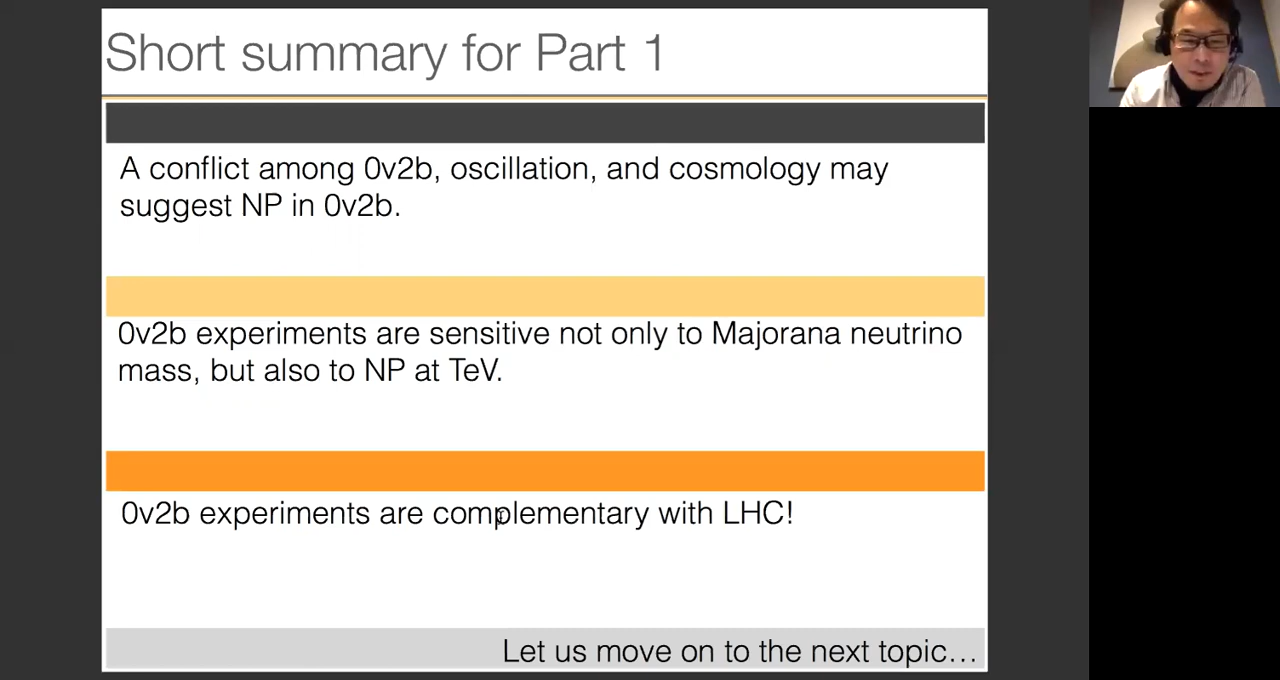 Short summary for Part 1
A conflict among 0v2b, oscillation, and cosmology may
suggest NP in 0v2b.
0v2b experiments are sensitive not only to Majorana neutrino
mass, but also to NP at TeV.
0v2b experiments are complementary with LHC!
Let us move on to the next topic…